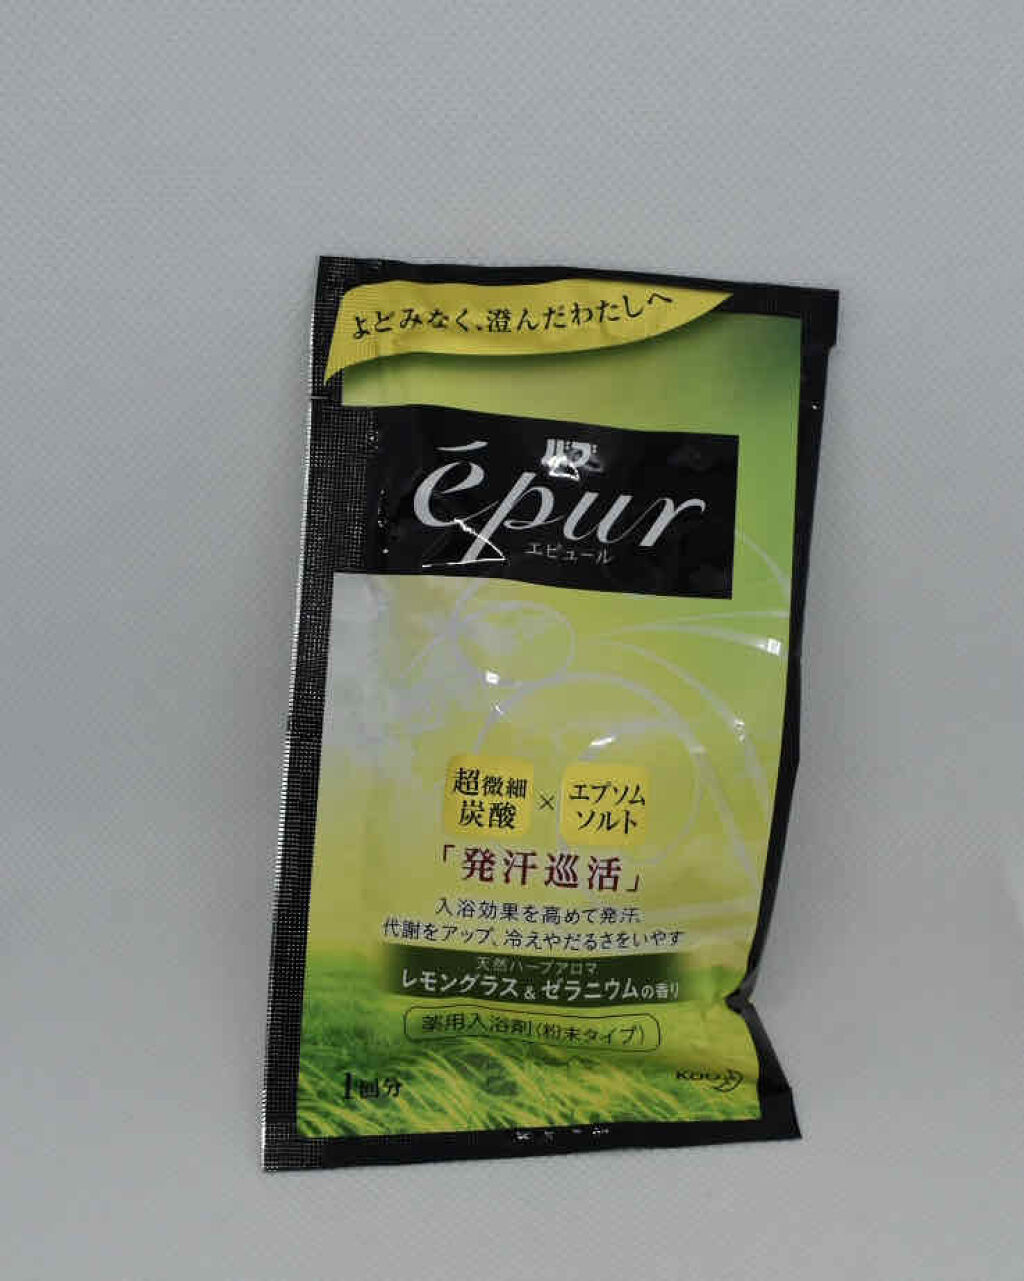 よどみなく、澄んだわたしへ
バブ
épur
エピュール
超微細
炭酸
×
エプソム
ソルト
「発汗巡活」
入浴効果を高めて発汗、
代謝をアップ、冷えやだるさをいやす
天然ハーブアロマ
レモングラス&ゼラニウムの香り
薬用入浴剤(粉末タイプ)
1回分
Kao